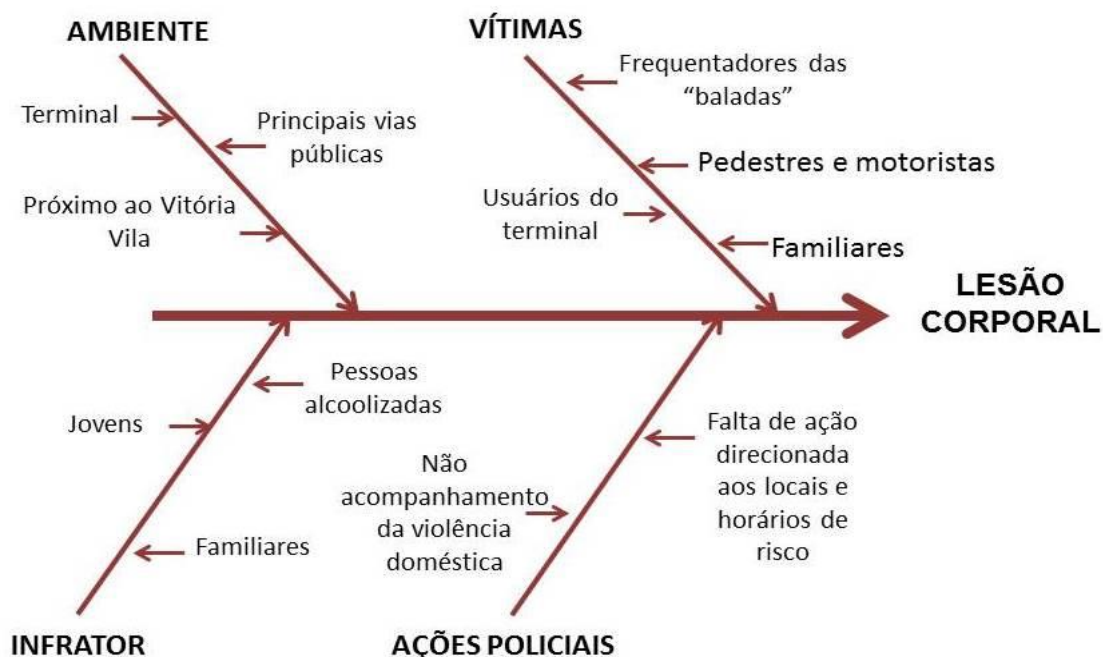 AMBIENTE
Terminal
Principais vias
públicas
Próximo ao Vitória
Vila
VÍTIMAS
Frequentadores das
“baladas”
Pedestres e motoristas
Usuários do
terminal
Familiares
LESÃO
CORPORAL
Pessoas
alcoolizadas
Jovens
Familiares
INFRATOR
Falta de ação
direcionada
aos locais e
horários de
risco
Não
acompanhamento
da violência
doméstica
AÇÕES POLICIAIS